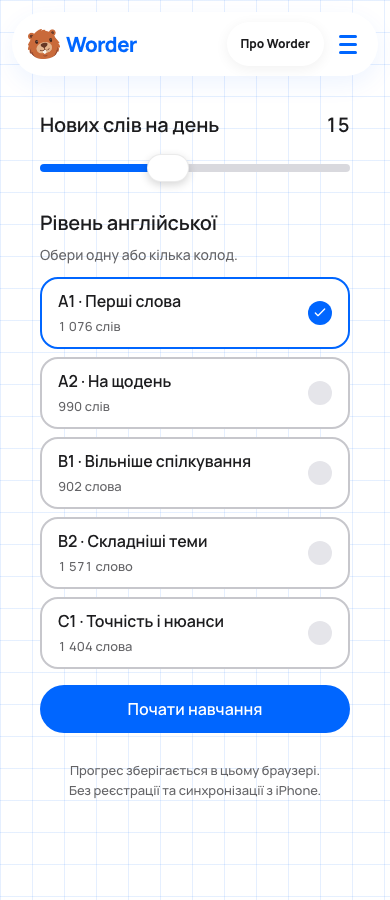 Worder
Про Worder
Нових слів на день 15
Рівень англійської
Обери одну або кілька колод.
A1 · Перші слова
1 076 слів
A2 · На щодень
990 слів
B1 · Вільніше спілкування
902 слова
B2 · Складніші теми
1 571 слово
C1 · Точність і нюанси
1 404 слова
Почати навчання
Прогрес зберігається в цьому браузері.
Без реєстрації та синхронізації з iPhone.